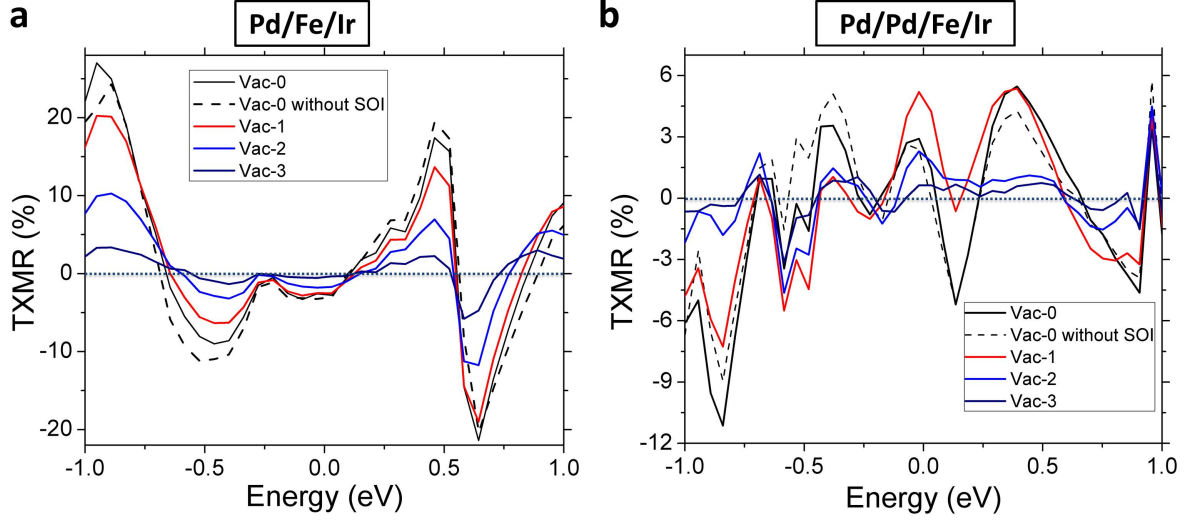 a
Pd/Fe/Ir
TXMR (%)
20
10
0
-10
-20
Vac-0
Vac-0 without SOI
Vac-1
Vac-2
Vac-3
-1.0
-0.5
0.0
0.5
1.0
Energy (eV)
b
Pd/Pd/Fe/Ir
TXMR (%)
6
3
0
-3
-6
-9
-12
Vac-0
Vac-0 without SOI
Vac-1
Vac-2
Vac-3
-1.0
-0.5
0.0
0.5
1.0
Energy (eV)